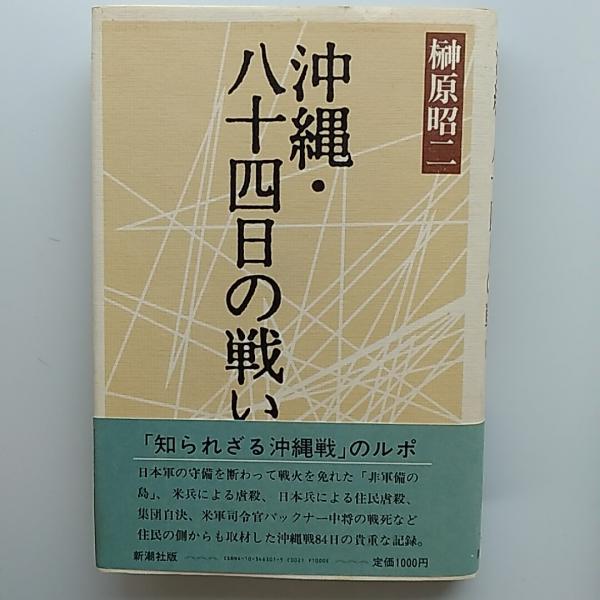 榊原昭二
沖縄・
八十四日の戦い
「知られざる沖縄戦」のルポ
日本軍の守備を断わって戦火を免れた「非軍備の
島」、米兵による虐殺、日本兵による住民虐殺、
集団自決、米軍司令官バックナー中将の戦死など
住民の側からも取材した沖縄戦84日の貴重な記録。
新潮社版
定価1000円